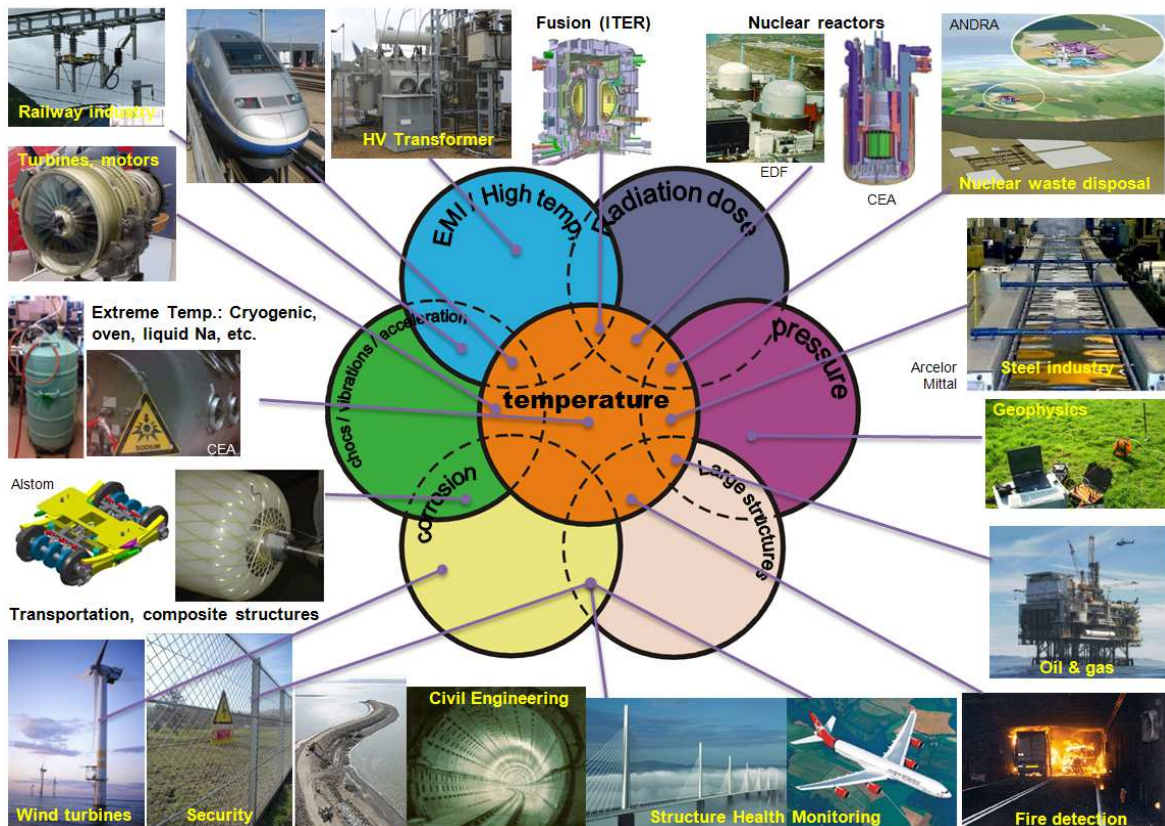 Fusion (ITER)
Nuclear reactors
ANDRA
Railway industry
HV Transformer
Turbines, motors
EDF
CEA
Nuclear waste disposal
EMI / High temp,
Radiation dose
Extreme Temp.: Cryogenic,
oven, liquid Na, etc.
chocs / vibrations / acceleration
pressure
Arcelor
Mittal
Steel industry
temperature
Geophysics
SODIUM
CEA
Alstom
corrosion
Large structures
Transportation, composite structures
Oil & gas
Civil Engineering
Wind turbines
Security
Structure Health
Monitoring
Fire detection